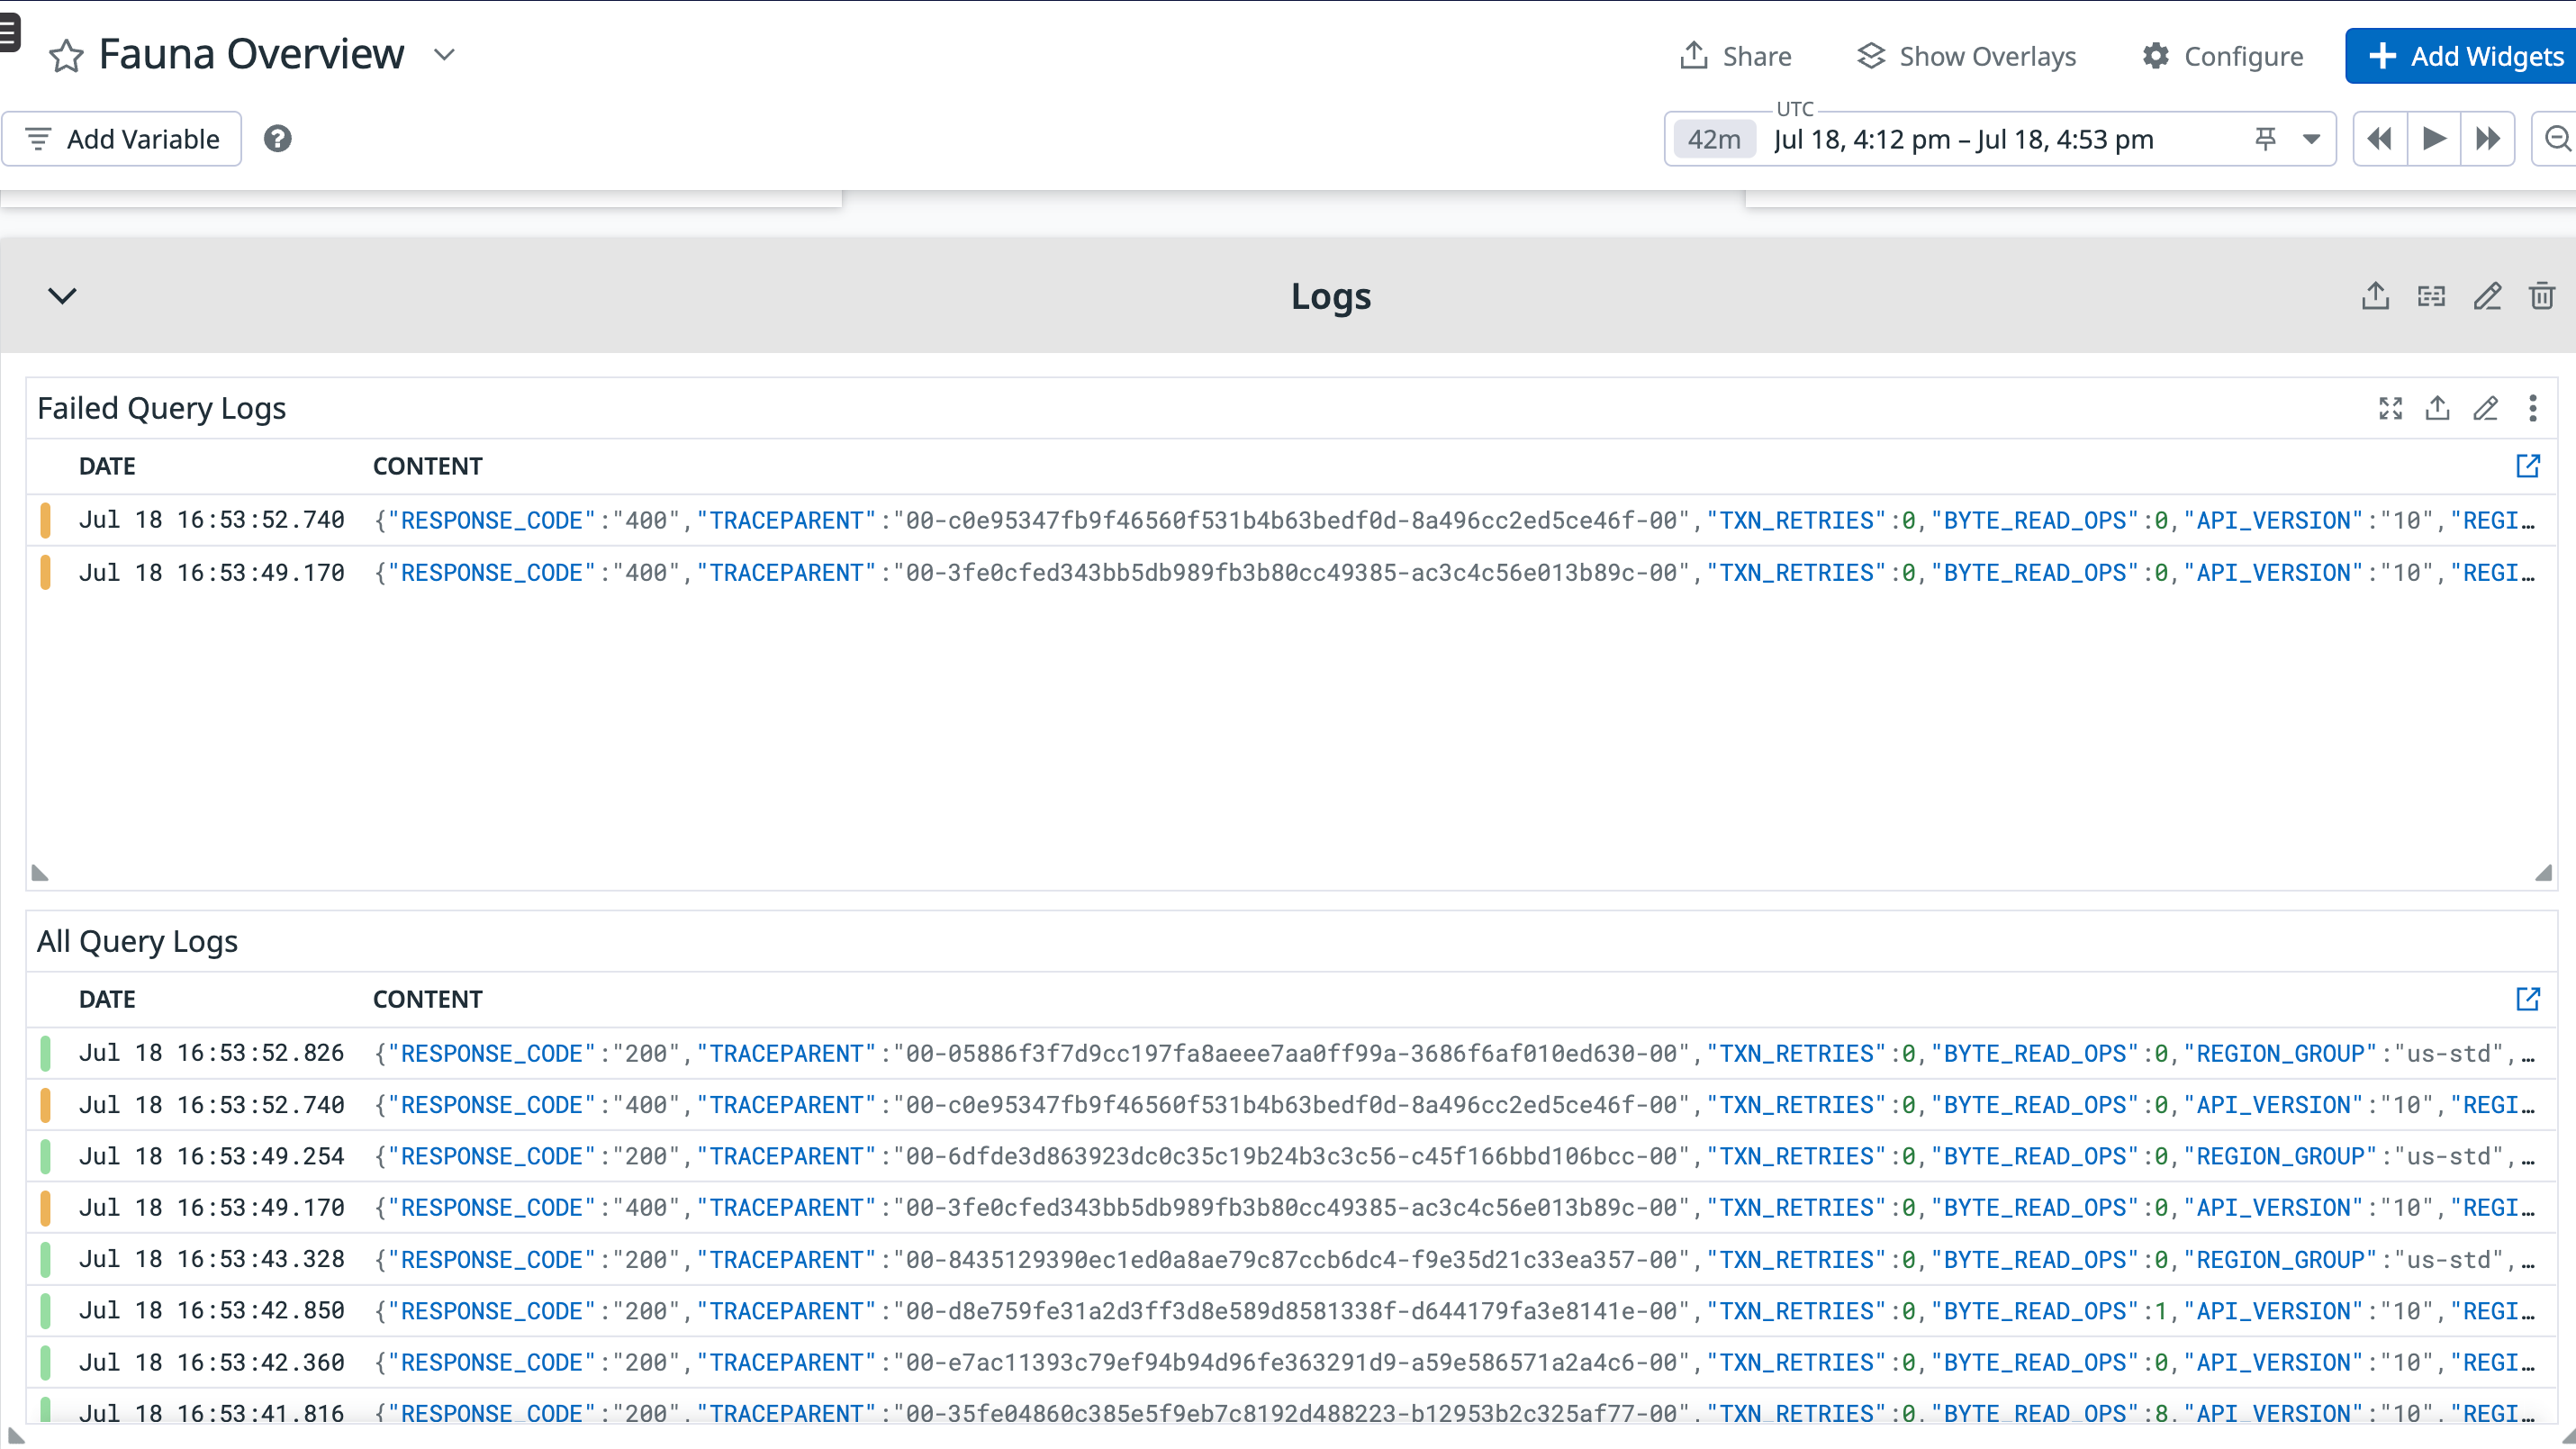 Fauna Overview
Share
Show Overlays
Configure
Add Widgets
Add Variable
UTC
42m Jul 18, 4:12 pm – Jul 18, 4:53 pm
Logs
Failed Query Logs
DATE CONTENT
Jul 18 16:53:52.740 {"RESPONSE_CODE":"400","TRACEPARENT":"00-c0e95347fb9f46560f531b4b63bedf0d-8a496cc2ed5ce46f-00","TXN_RETRIES":0,"BYTE_READ_OPS":0,"API_VERSION":"10","REGI…
Jul 18 16:53:49.170 {"RESPONSE_CODE":"400","TRACEPARENT":"00-3fe0cfed343bb5db989fb3b80cc49385-ac3c4c56e013b89c-00","TXN_RETRIES":0,"BYTE_READ_OPS":0,"API_VERSION":"10","REGI…
All Query Logs
DATE CONTENT
Jul 18 16:53:52.826 {"RESPONSE_CODE":"200","TRACEPARENT":"00-05886f3f7d9cc197fa8aeee7aa0ff99a-3686f6af010ed630-00","TXN_RETRIES":0,"BYTE_READ_OPS":0,"REGION_GROUP":"us-std",…
Jul 18 16:53:52.740 {"RESPONSE_CODE":"400","TRACEPARENT":"00-c0e95347fb9f46560f531b4b63bedf0d-8a496cc2ed5ce46f-00","TXN_RETRIES":0,"BYTE_READ_OPS":0,"API_VERSION":"10","REGI…
Jul 18 16:53:49.254 {"RESPONSE_CODE":"200","TRACEPARENT":"00-6dfde3d863923dc0c35c19b24b3c3c56-c45f166bbd106bcc-00","TXN_RETRIES":0,"BYTE_READ_OPS":0,"REGION_GROUP":"us-std",…
Jul 18 16:53:49.170 {"RESPONSE_CODE":"400","TRACEPARENT":"00-3fe0cfed343bb5db989fb3b80cc49385-ac3c4c56e013b89c-00","TXN_RETRIES":0,"BYTE_READ_OPS":0,"API_VERSION":"10","REGI…
Jul 18 16:53:43.328 {"RESPONSE_CODE":"200","TRACEPARENT":"00-8435129390ec1ed0a8ae79c87ccb6dc4-f9e35d21c33ea357-00","TXN_RETRIES":0,"BYTE_READ_OPS":0,"REGION_GROUP":"us-std",…
Jul 18 16:53:42.850 {"RESPONSE_CODE":"200","TRACEPARENT":"00-d8e759fe31a2d3ff3d8e589d8581338f-d644179fa3e8141e-00","TXN_RETRIES":0,"BYTE_READ_OPS":1,"API_VERSION":"10","REGI…
Jul 18 16:53:42.360 {"RESPONSE_CODE":"200","TRACEPARENT":"00-e7ac11393c79ef94b94d96fe363291d9-a59e586571a2a4c6-00","TXN_RETRIES":0,"BYTE_READ_OPS":0,"API_VERSION":"10","REGI…
Jul 18 16:53:41.816 {"RESPONSE_CODE":"200","TRACEPARENT":"00-35fe04860c385e5f9eb7c8192d488223-b12953b2c325af77-00","TXN_RETRIES":0,"BYTE_READ_OPS":8,"API_VERSION":"10","REGI…